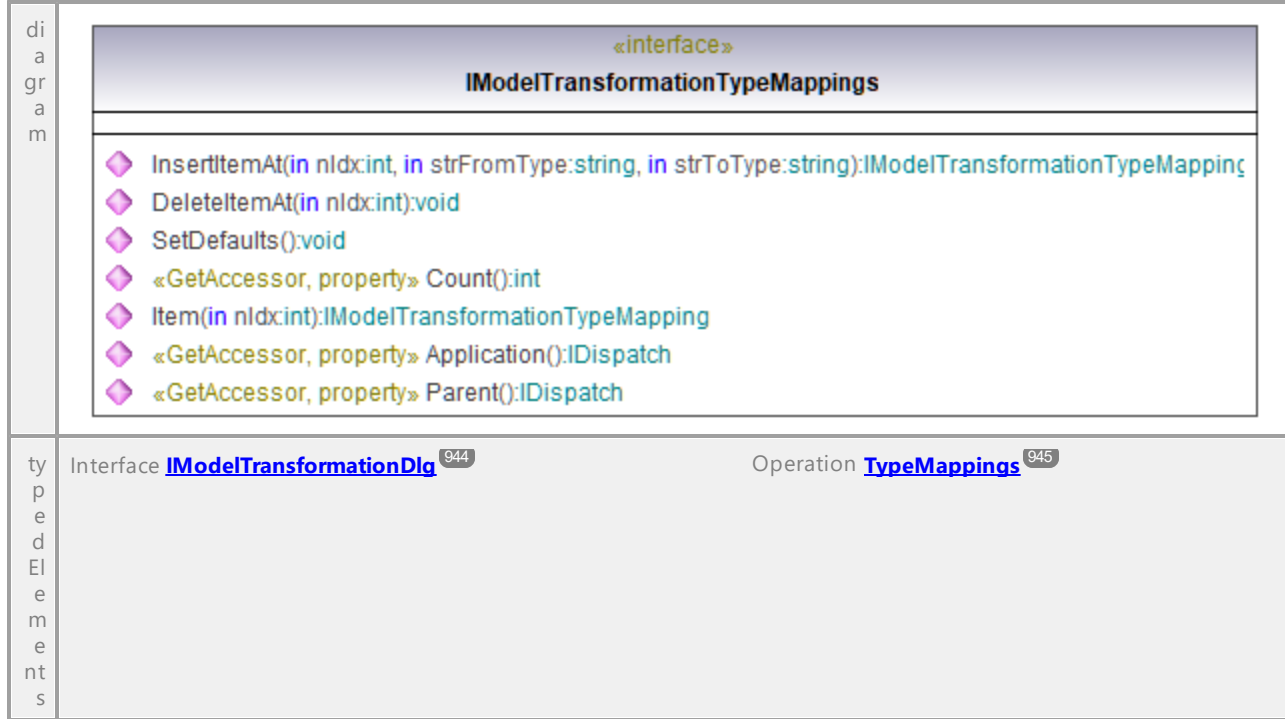 di
a
gr
a
m
«interface»
IModelTransformationTypeMappings
InsertItemAt(in nIdx:int, in strFromType:string, in strToType:string):IModelTransformationTypeMapping
DeleteItemAt(in nIdx:int):void
SetDefaults():void
«GetAccessor, property» Count():int
Item(in nIdx:int):IModelTransformationTypeMapping
«GetAccessor, property» Application():IDispatch
«GetAccessor, property» Parent():IDispatch
ty
p
e
d
El
e
m
e
nt
s
Interface IModelTransformationDlg 944 Operation TypeMappings 945